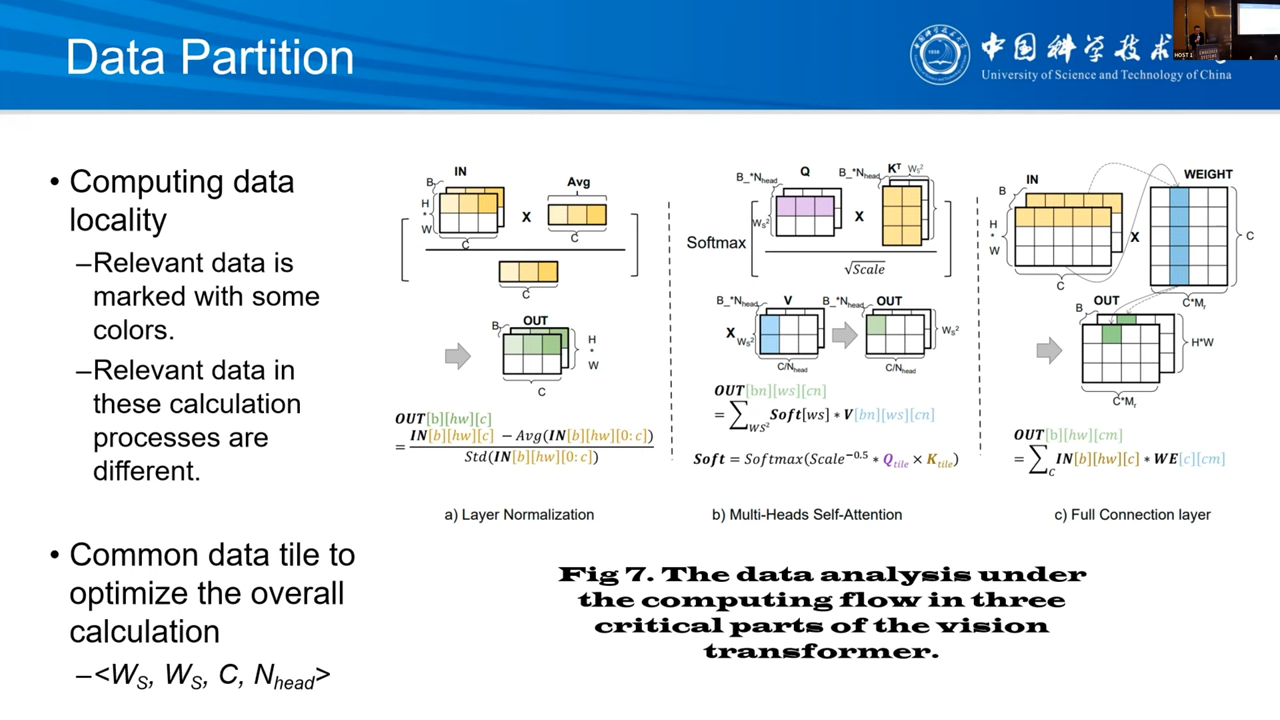 Data Partition
中国科学技术
University of Science and Technology of China
HOST 1
• Computing data
locality
–Relevant data is
marked with some
colors.
–Relevant data in
these calculation
processes are
different.
• Common data tile to
optimize the overall
calculation
–<W_S, W_S, C, N_head>
IN
B
H
*
W
C
X
Avg
C
C
OUT
B
H
*
W
C
OUT[b][hw][c]
= IN[b][hw][c] − Avg(IN[b][hw][0:c])
Std(IN[b][hw][0:c])
a) Layer Normalization
Softmax
B_*N_head
Q
W_S²
X
B_*N_head
K^T
W_S²
√Scale
X
B_*N_head
V
W_S²
C/N_head
B_*N_head
OUT
W_S²
C/N_head
OUT[bn][ws][cn]
= ∑_WS² Soft[ws] * V[bn][ws][cn]
Soft = Softmax(Scale^−0.5 * Q_tile × K_tile)
b) Multi-Heads Self-Attention
IN
B
H
*
W
C
X
WEIGHT
C
C*M_r
OUT
B
H*W
C*M_r
OUT[b][hw][cm]
= ∑_C IN[b][hw][c] * WE[c][cm]
c) Full Connection layer
Fig 7. The data analysis under
the computing flow in three
critical parts of the vision
transformer.